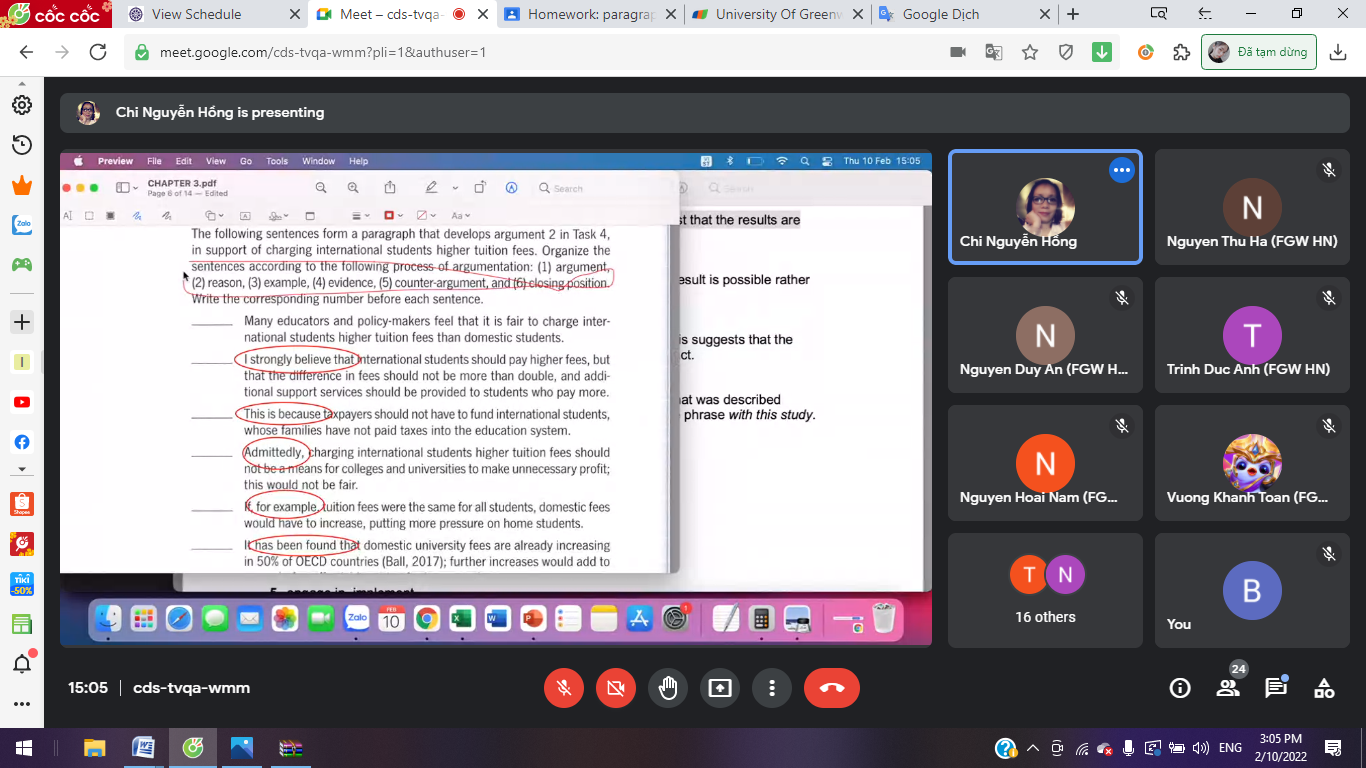 cốc cốc
View Schedule
Meet – cds-tvqa-
Homework: paragrap
University Of Greenw
Google Dịch
meet.google.com/cds-tvqa-wmm?pli=1&authuser=1
Đã tạm dừng
Chi Nguyễn Hồng is presenting
Preview File Edit View Go Tools Window Help
Thu 10 Feb 15:05
CHAPTER 3.pdf
Page 6 of 14 — Edited
Search
Search
The following sentences form a paragraph that develops argument 2 in Task 4,
in support of charging international students higher tuition fees. Organize the
sentences according to the following process of argumentation: (1) argument,
(2) reason, (3) example, (4) evidence, (5) counter-argument, and (6) closing position.
Write the corresponding number before each sentence.
Many educators and policy-makers feel that it is fair to charge inter-
national students higher tuition fees than domestic students.
I strongly believe that international students should pay higher fees, but
that the difference in fees should not be more than double, and addi-
tional support services should be provided to students who pay more.
This is because taxpayers should not have to fund international students,
whose families have not paid taxes into the education system.
Admittedly, charging international students higher tuition fees should
not be a means for colleges and universities to make unnecessary profit;
this would not be fair.
If, for example, tuition fees were the same for all students, domestic fees
would have to increase, putting more pressure on home students.
It has been found that domestic university fees are already increasing
in 50% of OECD countries (Ball, 2017); further increases would add to
st that the results are
esult is possible rather
is suggests that the
ct.
at was described
phrase with this study.
5. engage in, implement
Zalo
FEB
10
Chi Nguyễn Hồng
N
Nguyen Thu Ha (FGW HN)
N
Nguyen Duy An (FGW H...
T
Trinh Duc Anh (FGW HN)
N
Nguyen Hoai Nam (FG...
Vuong Khanh Toan (FG...
T N
16 others
B
You
15:05 | cds-tvqa-wmm
24
ENG
3:05 PM
2/10/2022